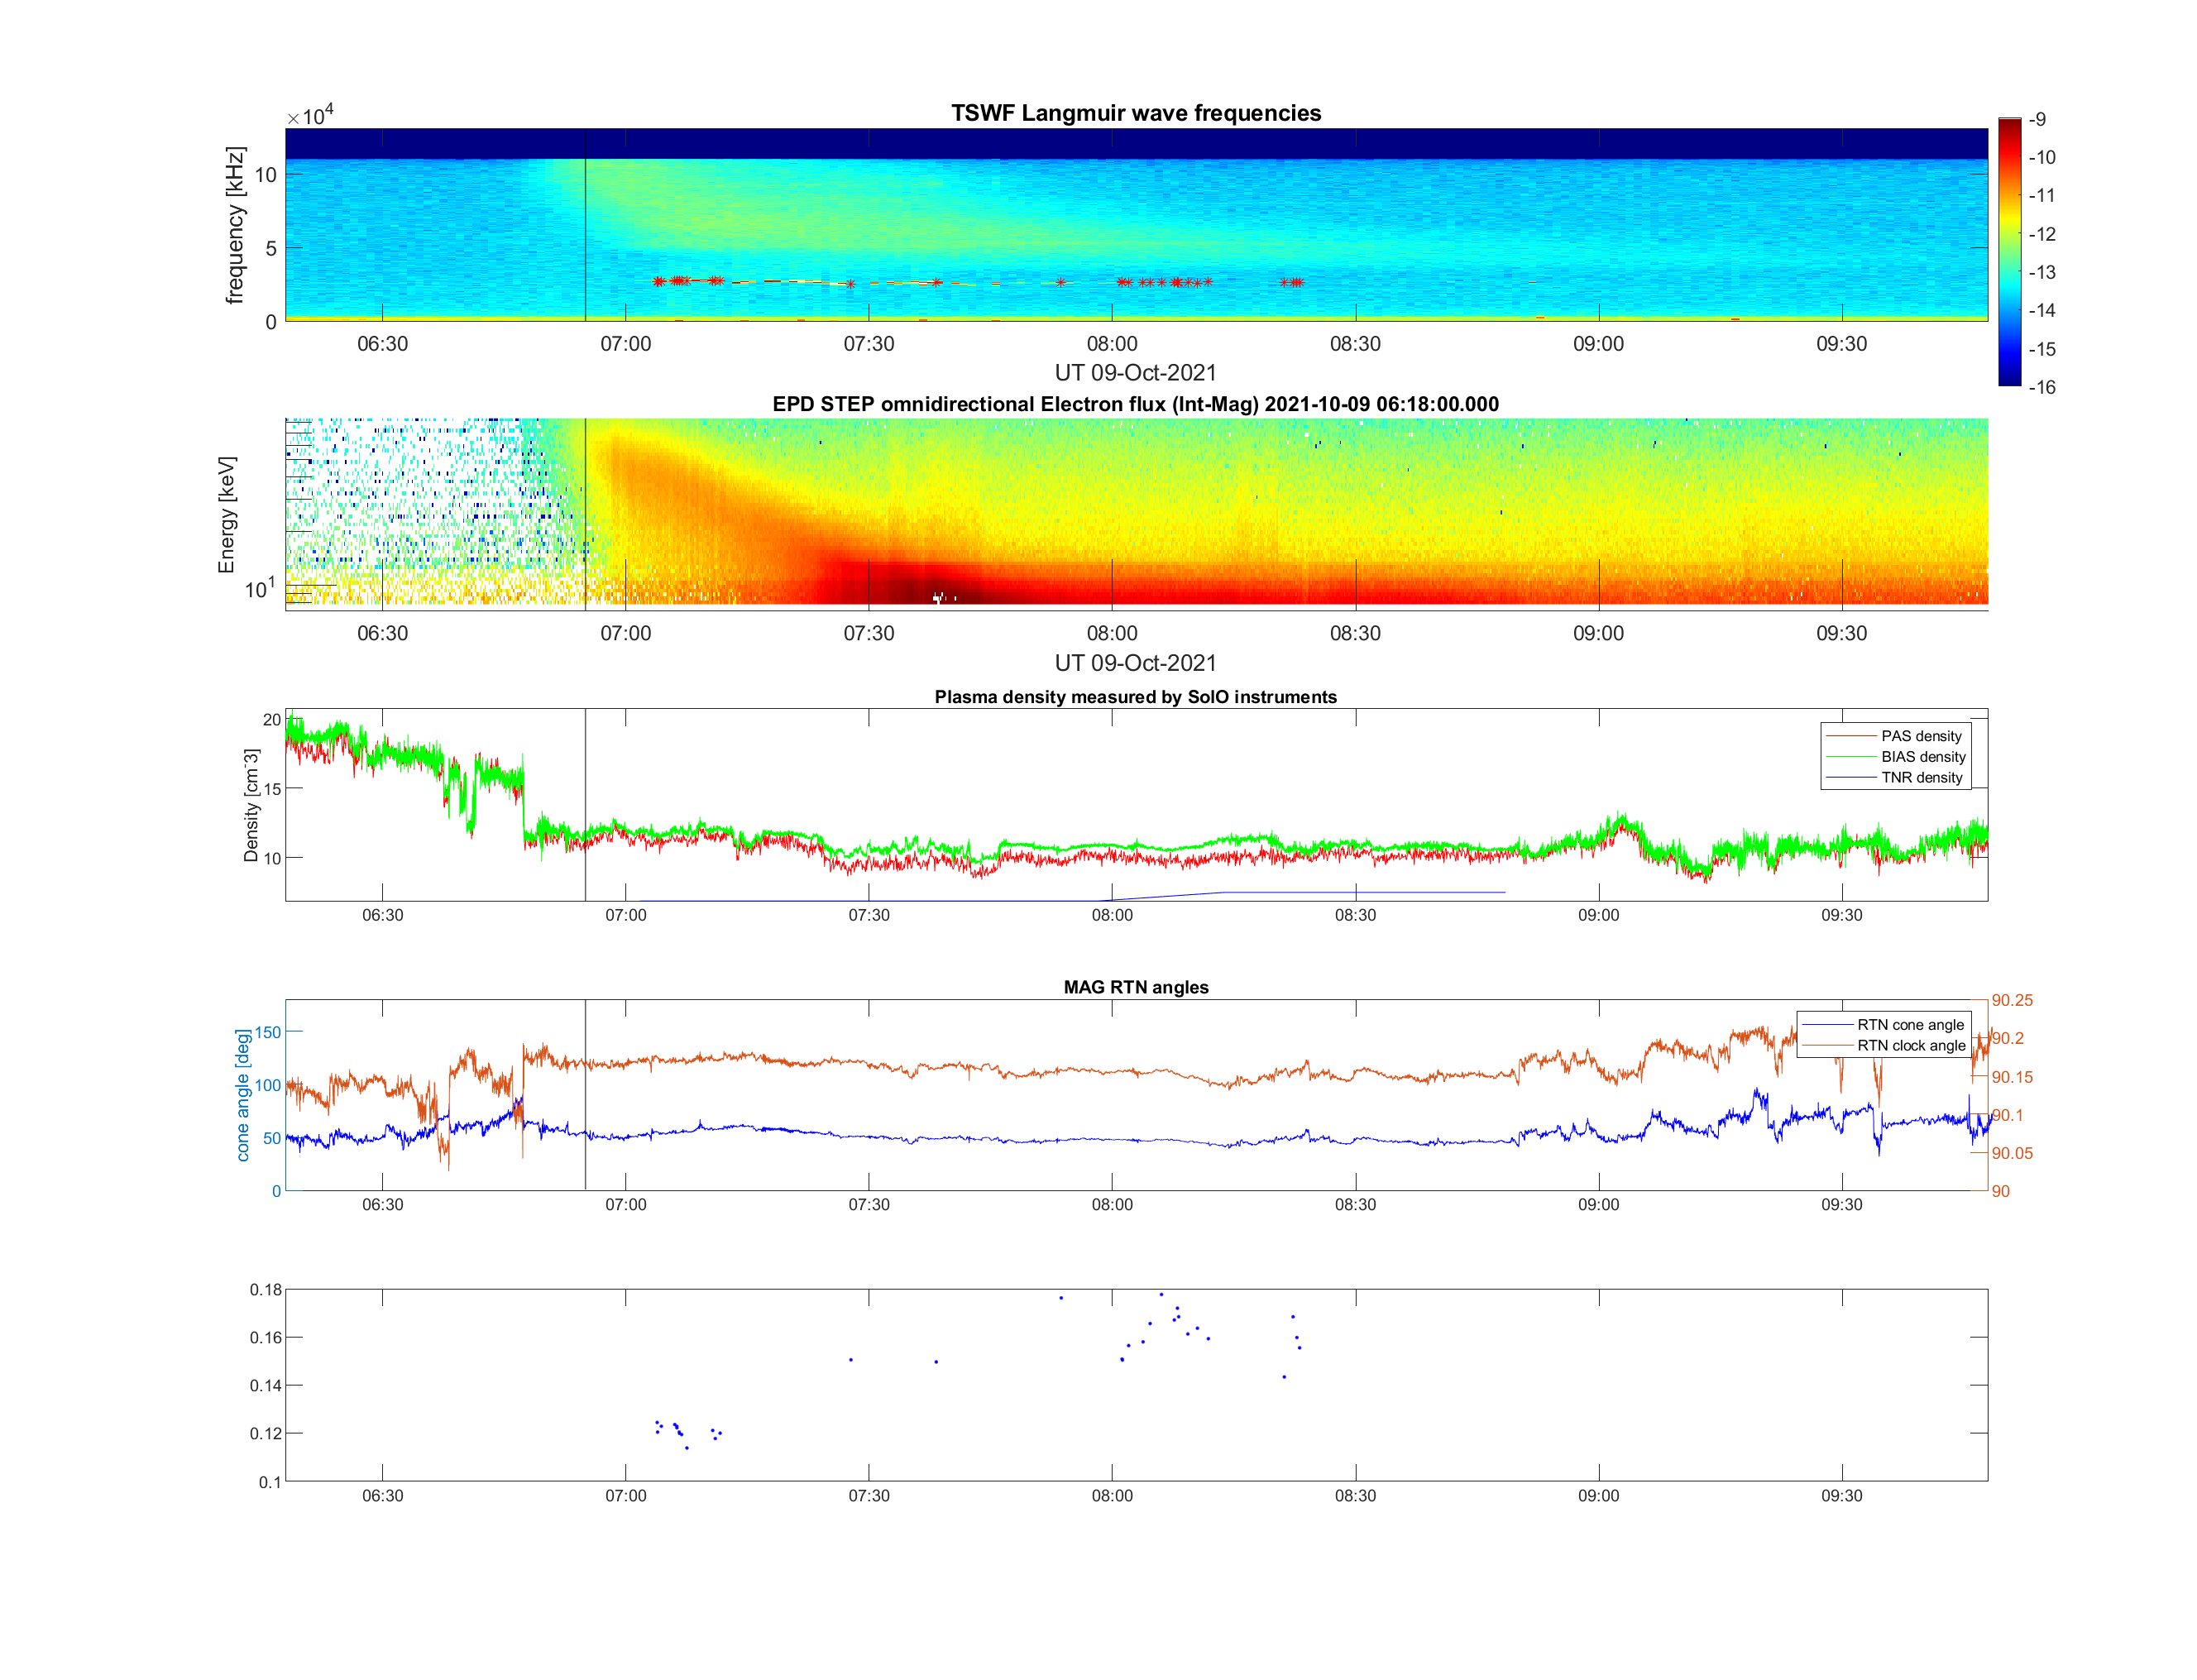 TSWF Langmuir wave frequencies
×10⁴
frequency [kHz]
10
5
0
06:30 07:00 07:30 08:00 08:30 09:00 09:30
UT 09-Oct-2021
-9
-10
-11
-12
-13
-14
-15
-16
EPD STEP omnidirectional Electron flux (Int-Mag) 2021-10-09 06:18:00.000
Energy [keV]
10¹
06:30 07:00 07:30 08:00 08:30 09:00 09:30
UT 09-Oct-2021
Plasma density measured by SolO instruments
Density [cm⁻3]
20
15
10
PAS density
BIAS density
TNR density
06:30 07:00 07:30 08:00 08:30 09:00 09:30
MAG RTN angles
cone angle [deg]
150
100
50
0
RTN cone angle
RTN clock angle
90.25
90.2
90.15
90.1
90.05
90
06:30 07:00 07:30 08:00 08:30 09:00 09:30
0.18
0.16
0.14
0.12
0.1
06:30 07:00 07:30 08:00 08:30 09:00 09:30